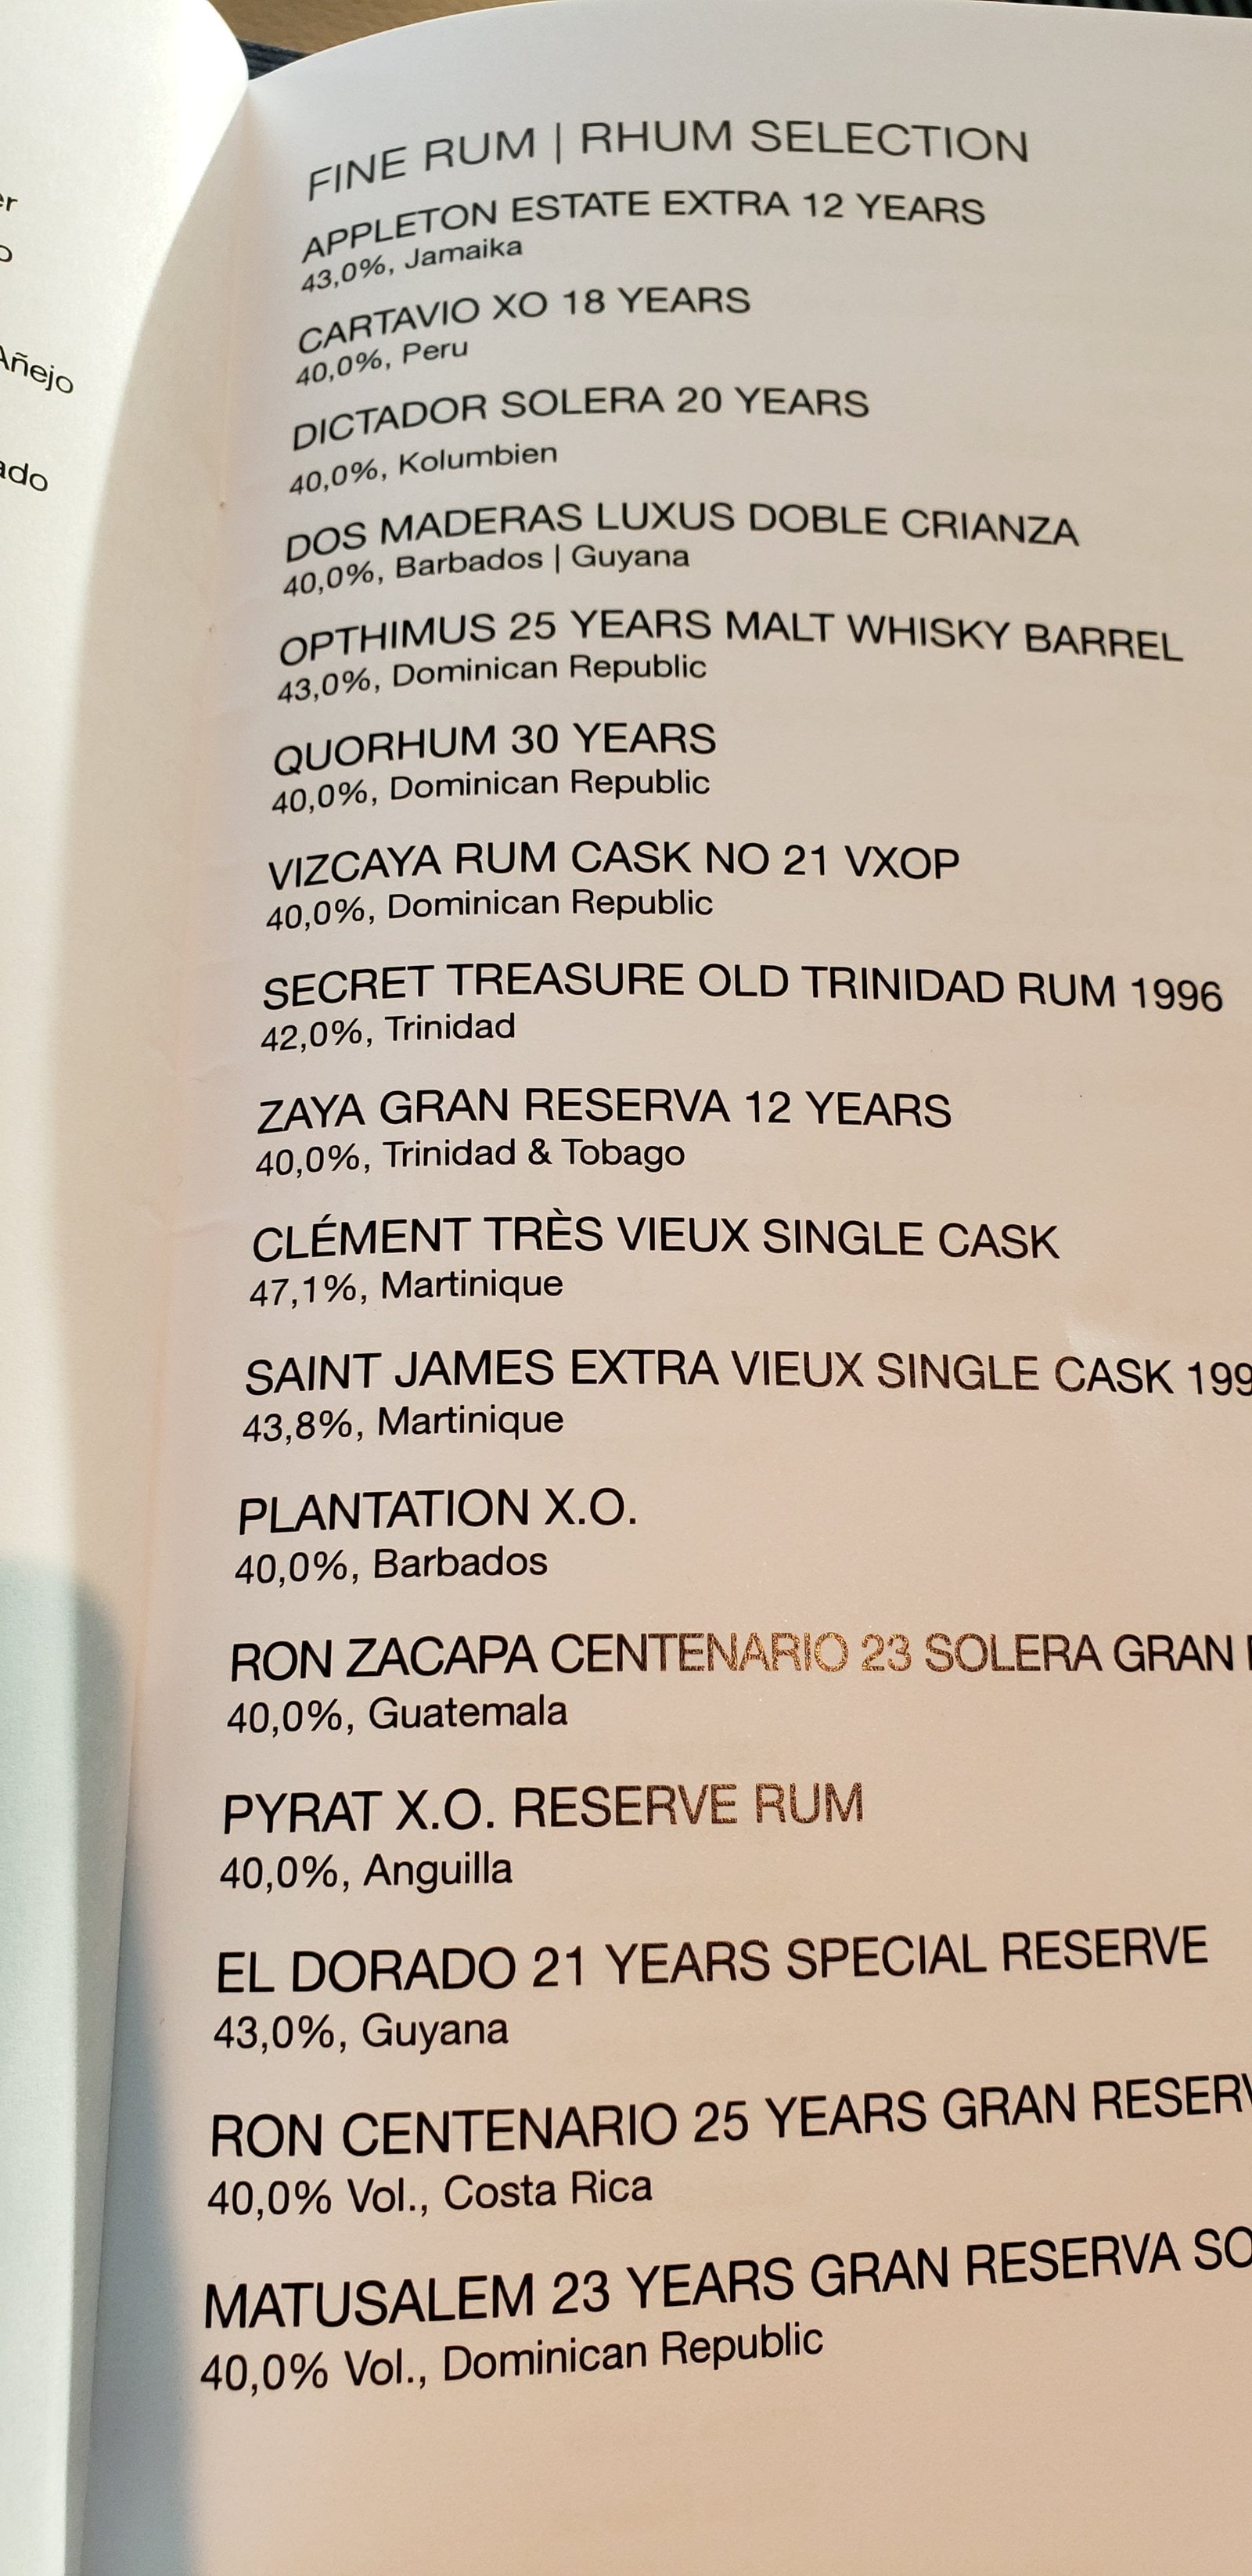 er
o
Añejo
ado
FINE RUM | RHUM SELECTION
APPLETON ESTATE EXTRA 12 YEARS
43,0%, Jamaika
CARTAVIO XO 18 YEARS
40,0%, Peru
DICTADOR SOLERA 20 YEARS
40,0%, Kolumbien
DOS MADERAS LUXUS DOBLE CRIANZA
40,0%, Barbados | Guyana
OPTHIMUS 25 YEARS MALT WHISKY BARREL
43,0%, Dominican Republic
QUORHUM 30 YEARS
40,0%, Dominican Republic
VIZCAYA RUM CASK NO 21 VXOP
40,0%, Dominican Republic
SECRET TREASURE OLD TRINIDAD RUM 1996
42,0%, Trinidad
ZAYA GRAN RESERVA 12 YEARS
40,0%, Trinidad & Tobago
CLÉMENT TRÈS VIEUX SINGLE CASK
47,1%, Martinique
SAINT JAMES EXTRA VIEUX SINGLE CASK 199
43,8%, Martinique
PLANTATION X.O.
40,0%, Barbados
RON ZACAPA CENTENARIO 23 SOLERA GRAN
40,0%, Guatemala
PYRAT X.O. RESERVE RUM
40,0%, Anguilla
EL DORADO 21 YEARS SPECIAL RESERVE
43,0%, Guyana
RON CENTENARIO 25 YEARS GRAN RESERV
40,0% Vol., Costa Rica
MATUSALEM 23 YEARS GRAN RESERVA SO
40,0% Vol., Dominican Republic